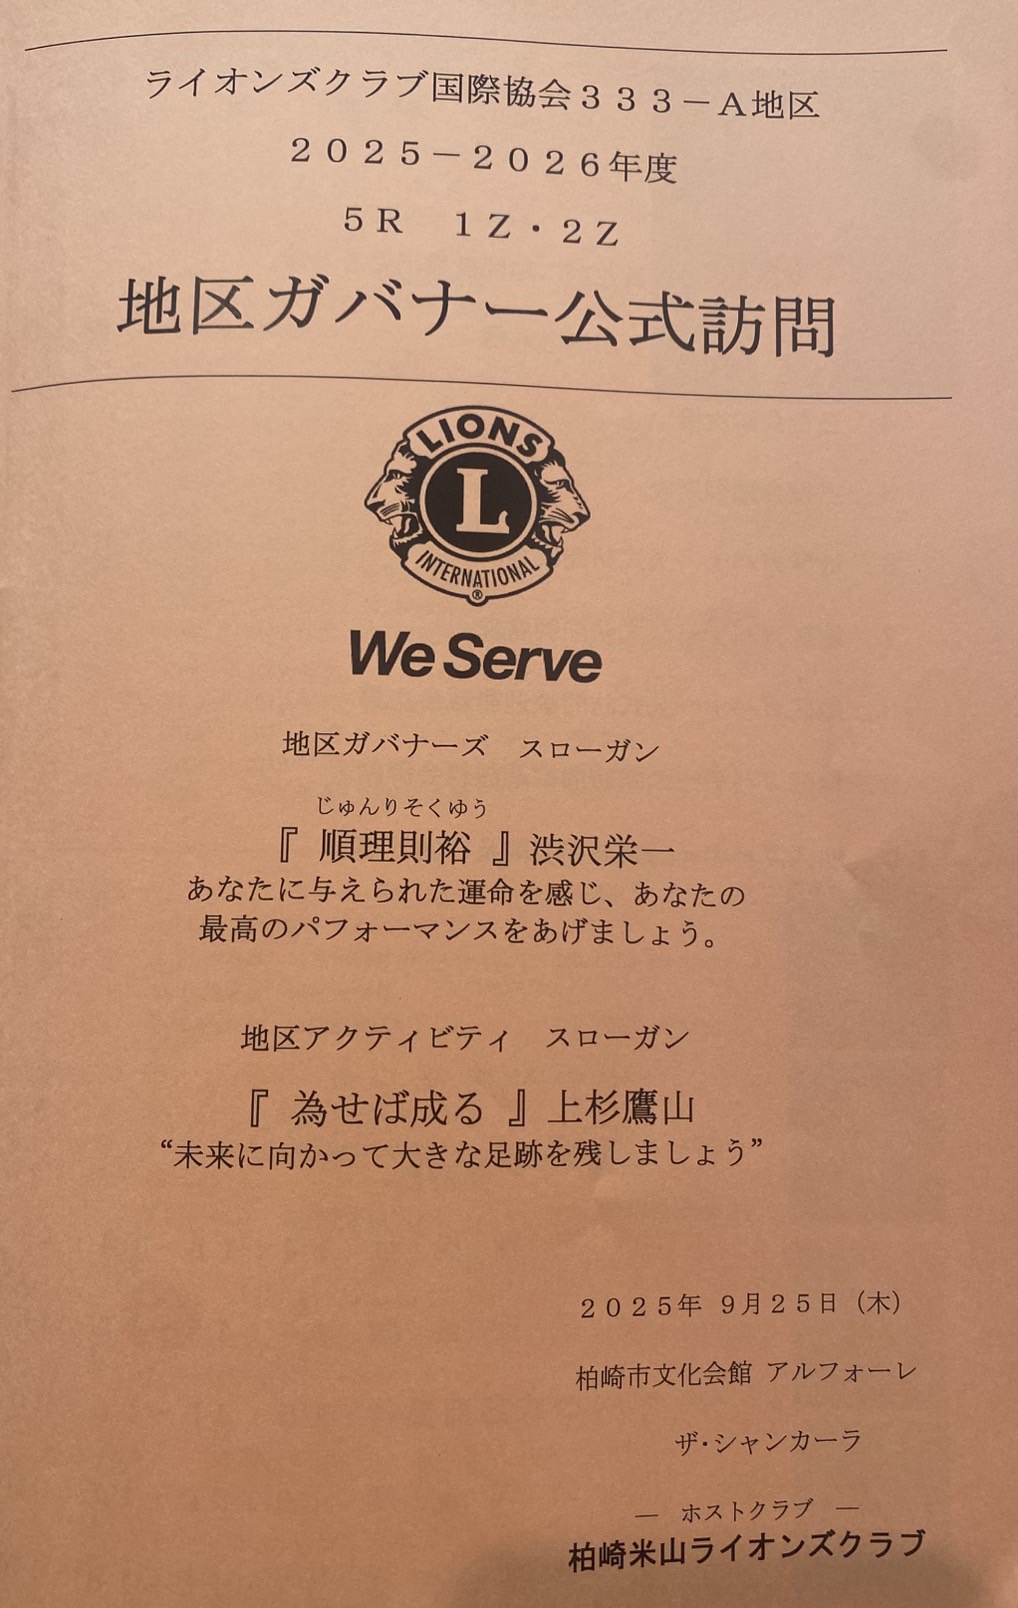 ライオンズクラブ国際協会３３３－Ａ地区
２０２５－２０２６年度
５Ｒ　１Ｚ・２Ｚ
地区ガバナー公式訪問
LIONS
L
INTERNATIONAL
®
We Serve
地区ガバナーズ　スローガン
じゅんりそくゆう
『 順理則裕 』渋沢栄一
あなたに与えられた運命を感じ、あなたの
最高のパフォーマンスをあげましょう。
地区アクティビティ　スローガン
『 為せば成る 』上杉鷹山
“未来に向かって大きな足跡を残しましょう”
２０２５年 ９月２５日（木）
柏崎市文化会館 アルフォーレ
ザ・シャンカーラ
― ホストクラブ ―
柏崎米山ライオンズクラブ